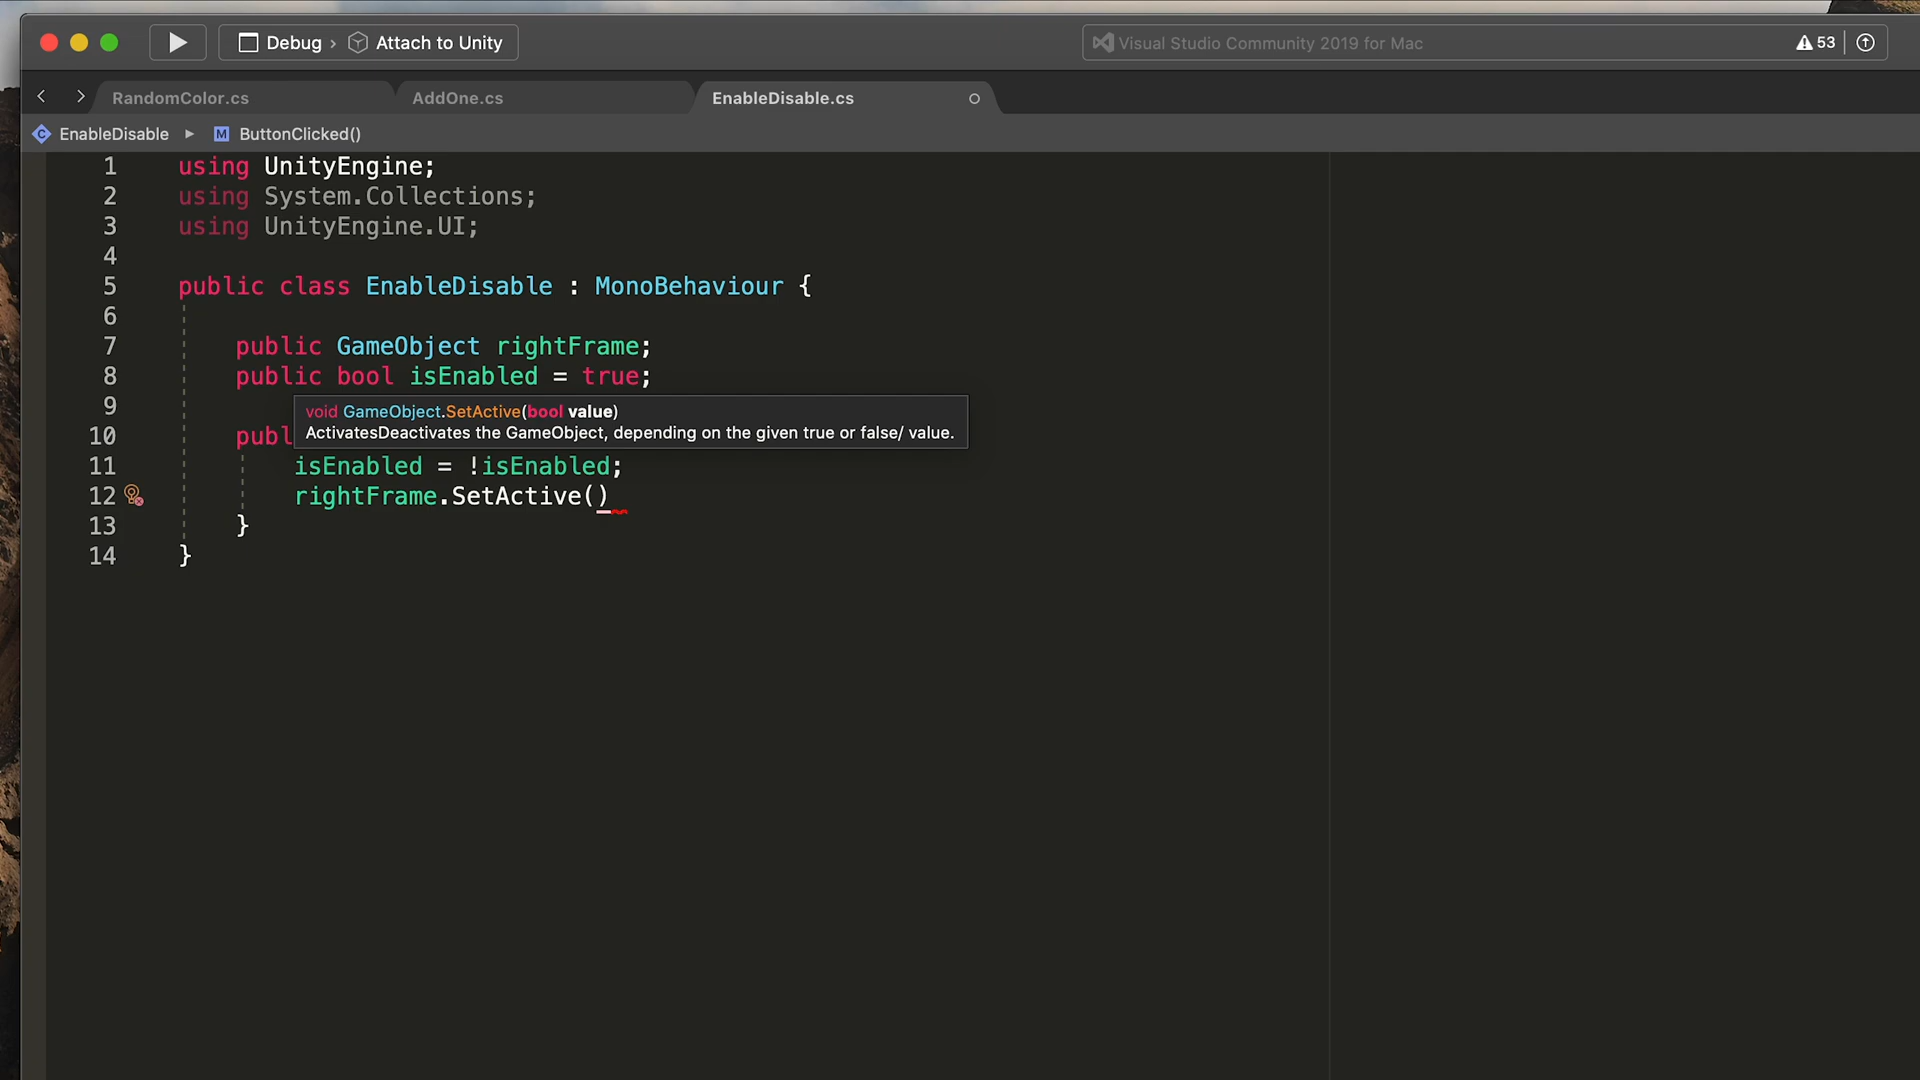 Debug › Attach to Unity
Visual Studio Community 2019 for Mac
53
RandomColor.cs
AddOne.cs
EnableDisable.cs
EnableDisable
M ButtonClicked()
1 using UnityEngine;
2 using System.Collections;
3 using UnityEngine.UI;
4
5 public class EnableDisable : MonoBehaviour {
6
7 public GameObject rightFrame;
8 public bool isEnabled = true;
9
void GameObject.SetActive(bool value)
ActivatesDeactivates the GameObject, depending on the given true or false/ value.
10 publ
11 isEnabled = !isEnabled;
12 rightFrame.SetActive()
13 }
14 }